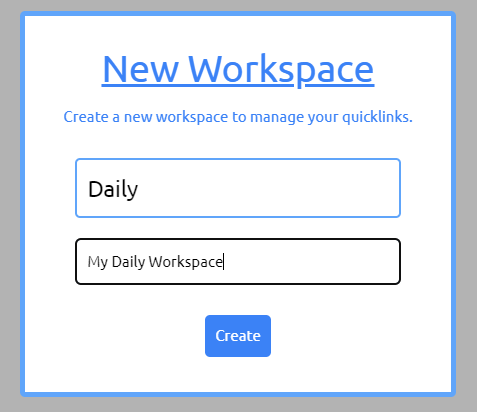 New Workspace
Create a new workspace to manage your quicklinks.
Daily
My Daily Workspace
Create